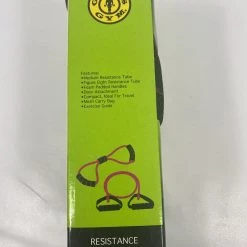 GOLD'S
GYM
Features:
•Medium Resistance Tube
•Figure Eight Resistance Tube
•Foam Padded Handles
•Door Attachment
•Compact, Ideal For Travel
•Mesh Carry Bag
•Exercise Guide
RESISTANCE